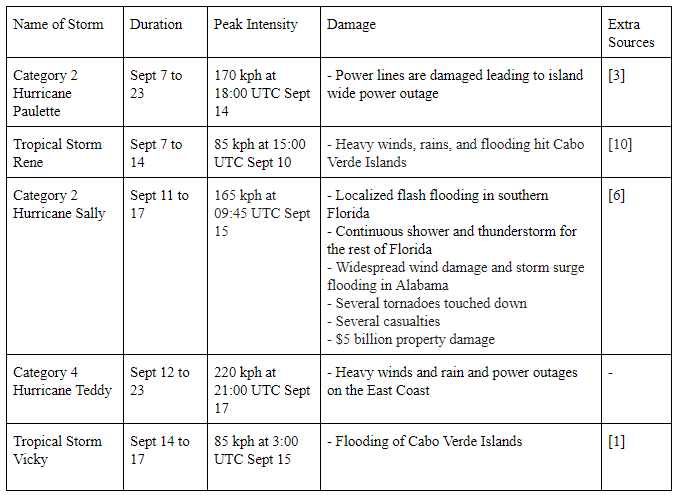 Name of Storm
Duration
Peak Intensity
Damage
Extra
Sources
Category 2
Hurricane
Paulette
Sept 7 to
23
170 kph at
18:00 UTC Sept
14
- Power lines are damaged leading to island
wide power outage
[3]
Tropical Storm
Rene
Sept 7 to
14
85 kph at 15:00
UTC Sept 10
- Heavy winds, rains, and flooding hit Cabo
Verde Islands
[10]
Category 2
Hurricane Sally
Sept 11 to
17
165 kph at
09:45 UTC Sept
15
- Localized flash flooding in southern
Florida
- Continuous shower and thunderstorm for
the rest of Florida
- Widespread wind damage and storm surge
flooding in Alabama
- Several tornadoes touched down
- Several casualties
- $5 billion property damage
[6]
Category 4
Hurricane Teddy
Sept 12 to
23
220 kph at
21:00 UTC Sept
17
- Heavy winds and rain and power outages
on the East Coast
-
Tropical Storm
Vicky
Sept 14 to
17
85 kph at 3:00
UTC Sept 15
- Flooding of Cabo Verde Islands
[1]